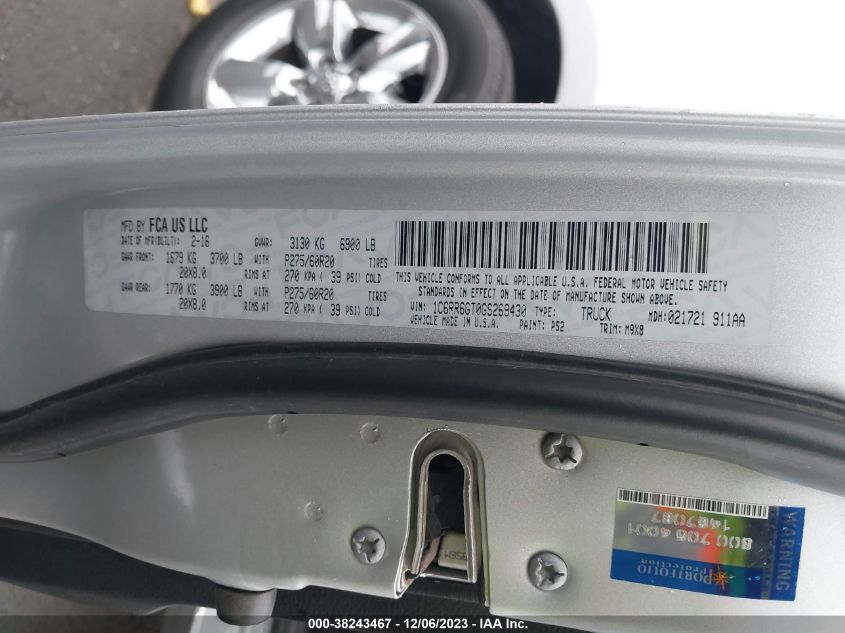 MFD BY FCA US LLC
DATE OF MFR(BUILT): 2-16 GVWR: 3130 KG 6900 LB
GAWR FRONT: 1679 KG 3700 LB WITH P275/60R20 TIRES
20X8.0 RIMS AT 270 KPA ( 39 PSI) COLD
GAWR REAR: 1770 KG 3900 LB WITH P275/60R20 TIRES
20X8.0 RIMS AT 270 KPA ( 39 PSI) COLD
THIS VEHICLE CONFORMS TO ALL APPLICABLE U.S.A. FEDERAL MOTOR VEHICLE SAFETY
STANDARDS IN EFFECT ON THE DATE OF MANUFACTURE SHOWN ABOVE.
VIN: 1C6RR6GT0GS269430 TYPE: TRUCK MDH:021721 911AA
MADE IN U.S.A. PAINT: PS2 TRIM: M9X8
WARNING
800 705 4001
1467087
PORTFOLIO
Protection
000-38243467 - 12/06/2023 - IAA Inc.